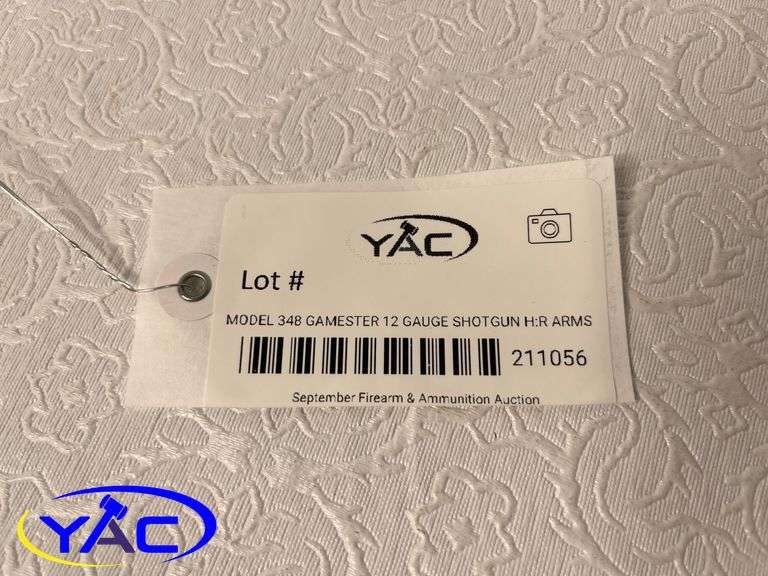 YAC
Lot #
MODEL 348 GAMESTER 12 GAUGE SHOTGUN H:R ARMS
211056
September Firearm & Ammunition Auction
YAC